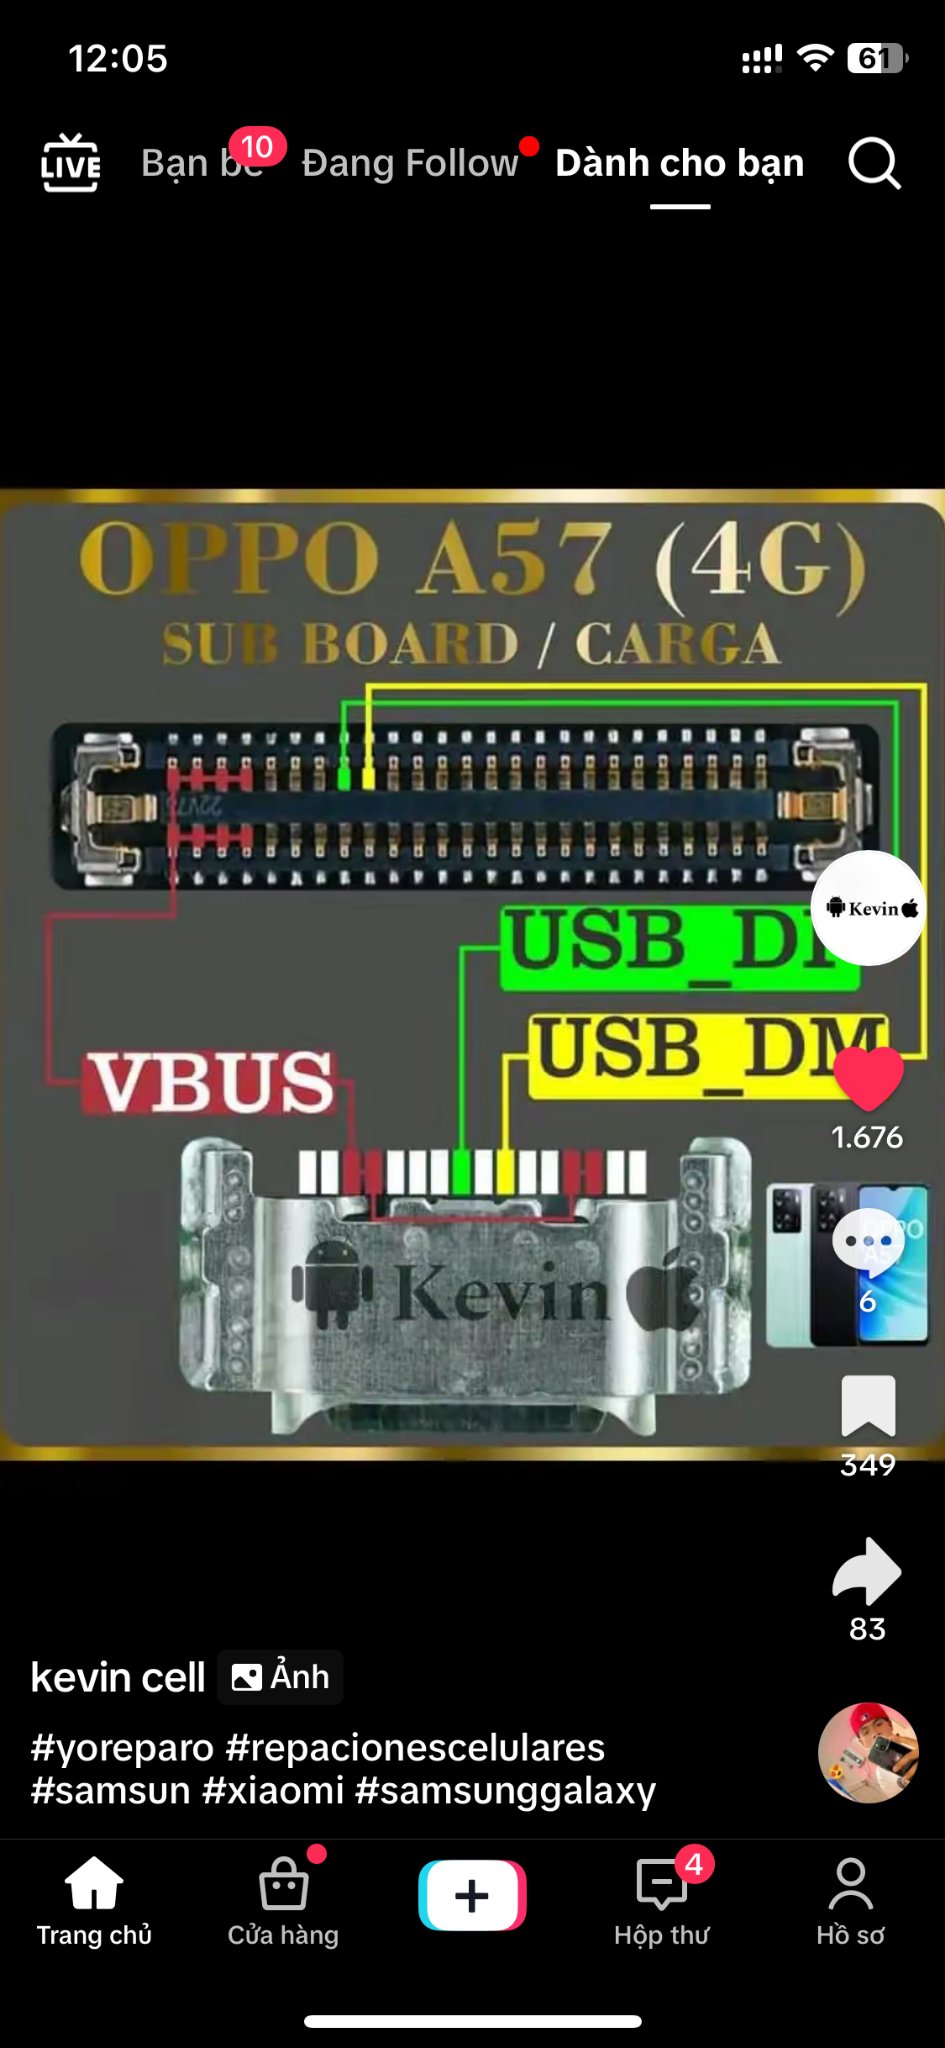 12:05
61
LIVE
Bạn bè
10
Đang Follow
Dành cho bạn
OPPO A57 (4G)
SUB BOARD / CARGA
Kevin
USB_D
USB_DM
VBUS
1.676
Kevin
OPPO
6
349
83
kevin cell
Ảnh
#yoreparo #repacionescelulares
#samsun #xiaomi #samsunggalaxy
4
Trang chủ
Cửa hàng
Hộp thư
Hồ sơ